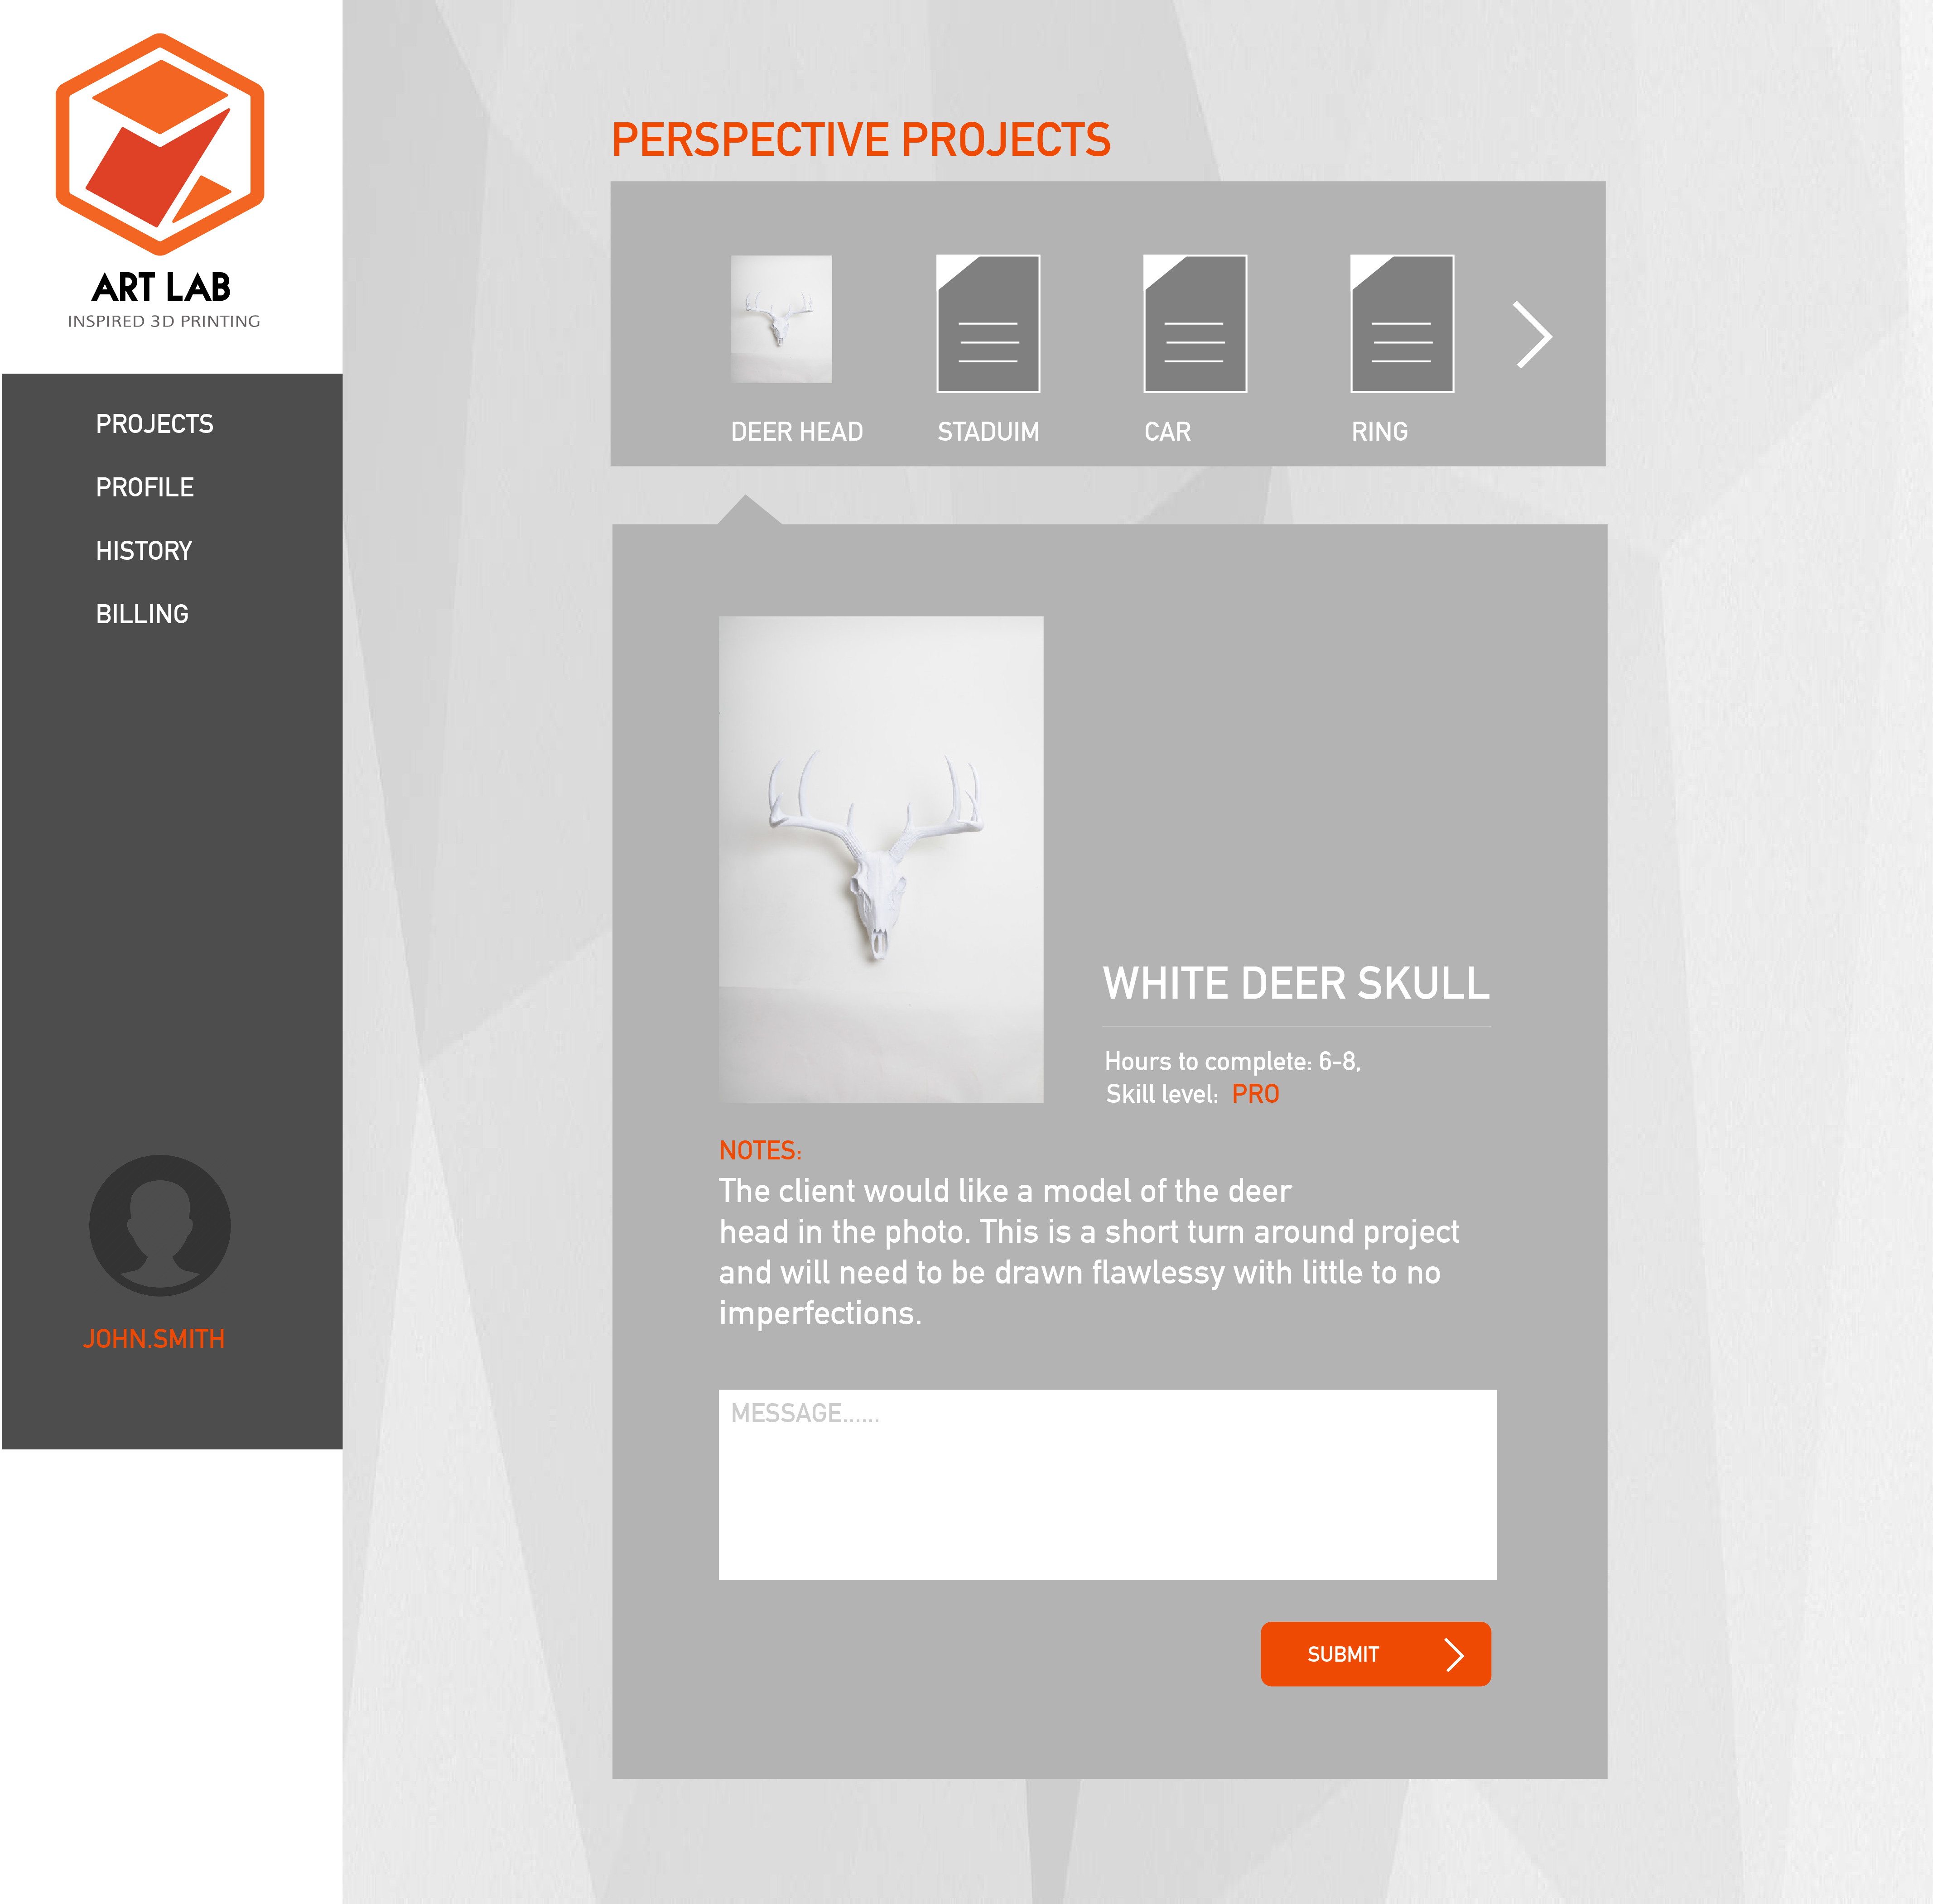 ART LAB
INSPIRED 3D PRINTING
PROJECTS
PROFILE
HISTORY
BILLING
JOHN.SMITH
PERSPECTIVE PROJECTS
DEER HEAD
STADUIM
CAR
RING
WHITE DEER SKULL
Hours to complete: 6-8,
Skill level: PRO
NOTES:
The client would like a model of the deer
head in the photo. This is a short turn around project
and will need to be drawn flawlessy with little to no
imperfections.
MESSAGE......
SUBMIT